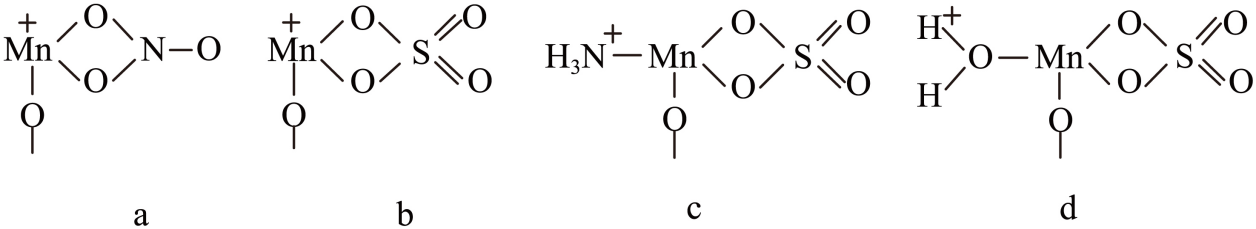 + Mn O O N O O
+ Mn O O S O O O
H₃N + Mn O O S O O O
H + O H Mn O O S O O O
a b c d